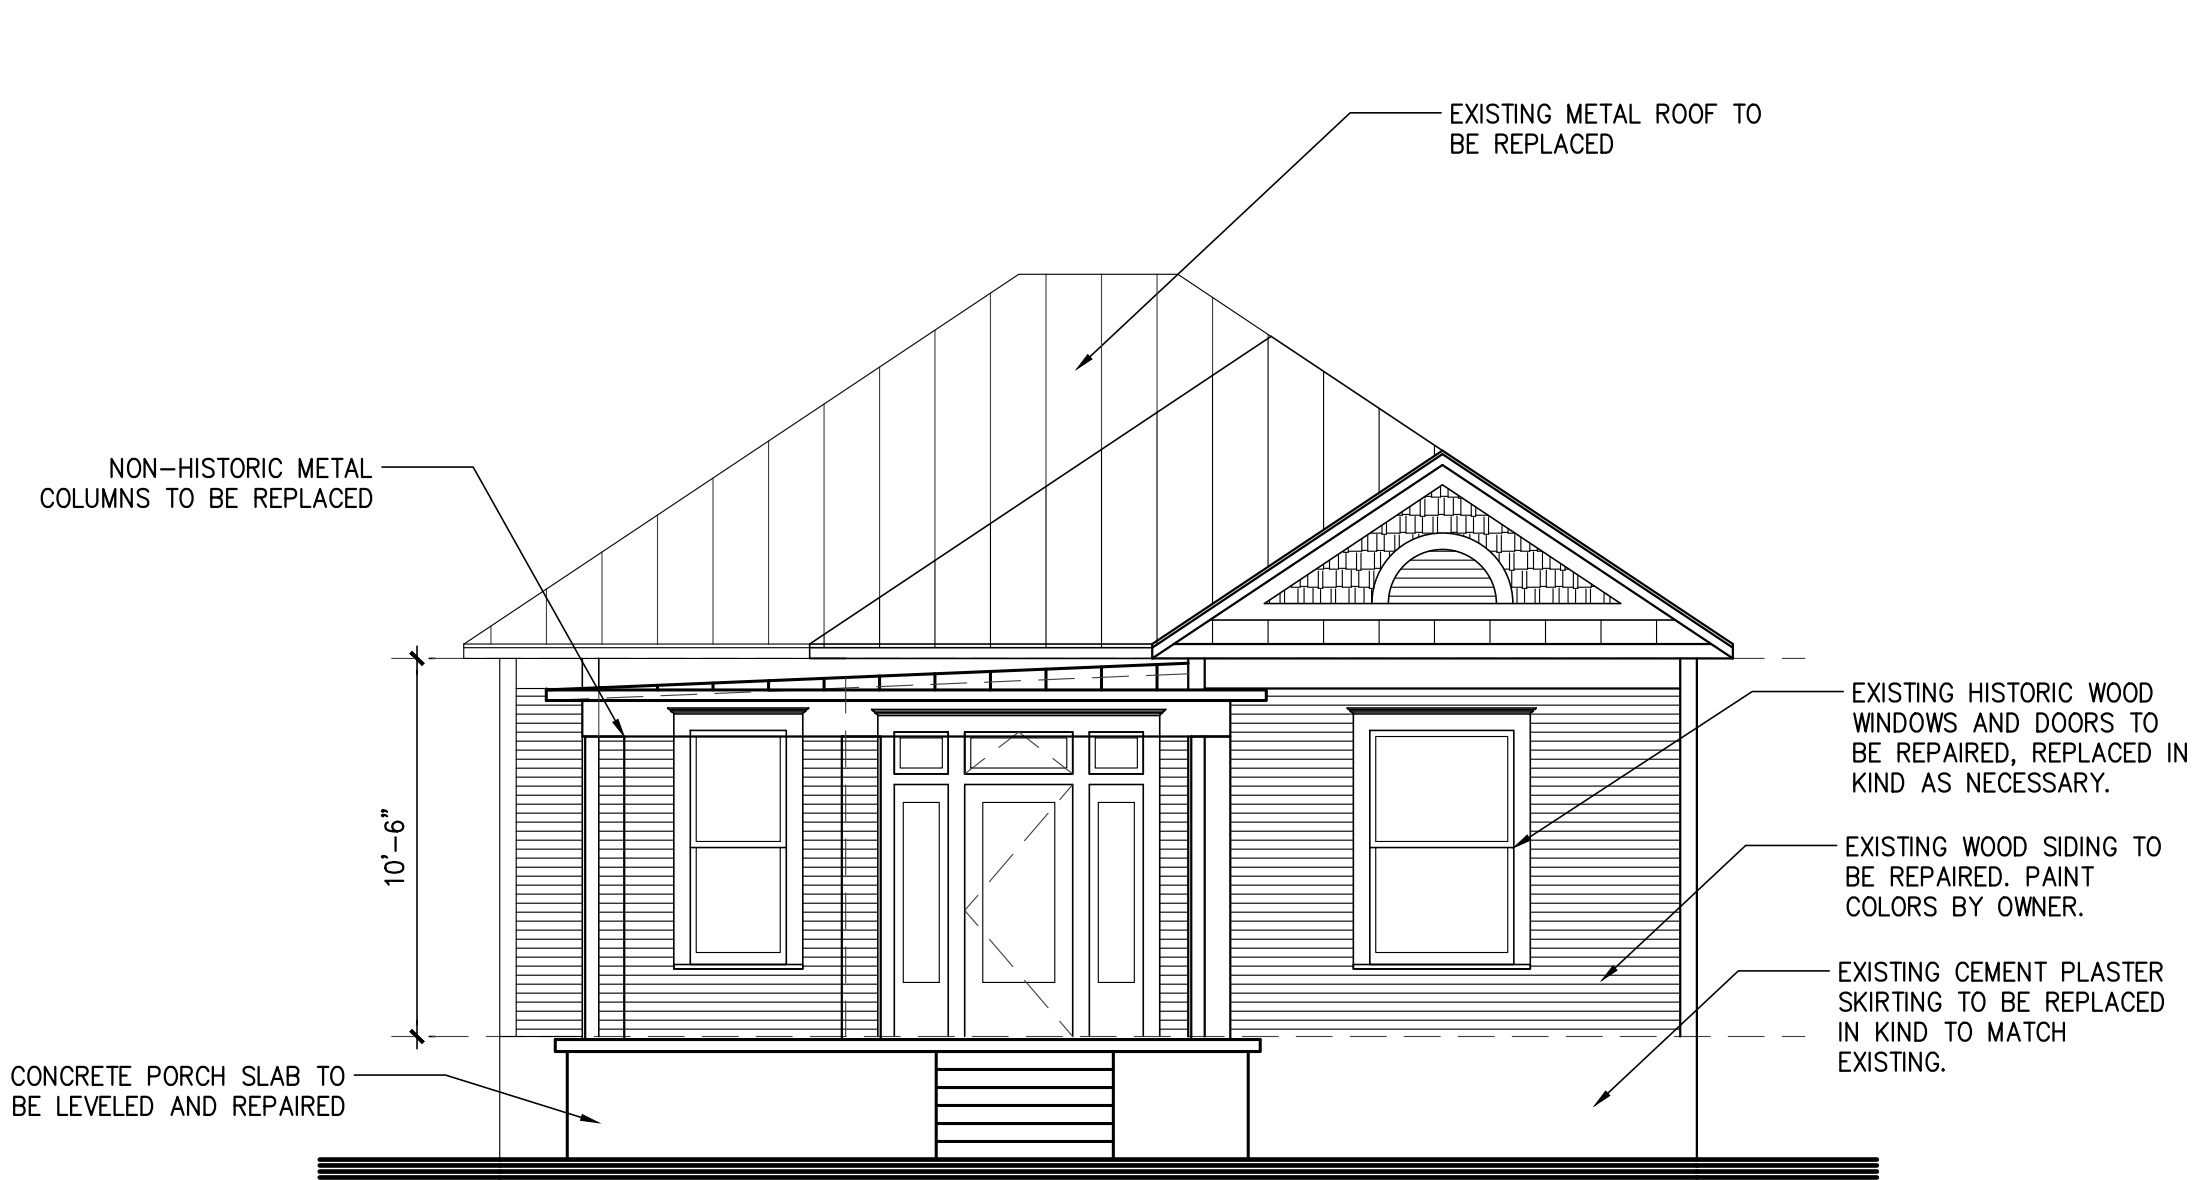 EXISTING METAL ROOF TO
BE REPLACED
NON-HISTORIC METAL
COLUMNS TO BE REPLACED
EXISTING HISTORIC WOOD
WINDOWS AND DOORS TO
BE REPAIRED, REPLACED IN
KIND AS NECESSARY.
10'-6"
EXISTING WOOD SIDING TO
BE REPAIRED. PAINT
COLORS BY OWNER.
EXISTING CEMENT PLASTER
SKIRTING TO BE REPLACED
IN KIND TO MATCH
EXISTING.
CONCRETE PORCH SLAB TO
BE LEVELED AND REPAIRED